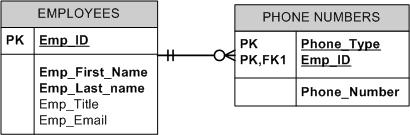 EMPLOYEES
PK Emp_ID
Emp_First_Name
Emp_Last_name
Emp_Title
Emp_Email
PHONE NUMBERS
PK Phone_Type
PK,FK1 Emp_ID
Phone_Number